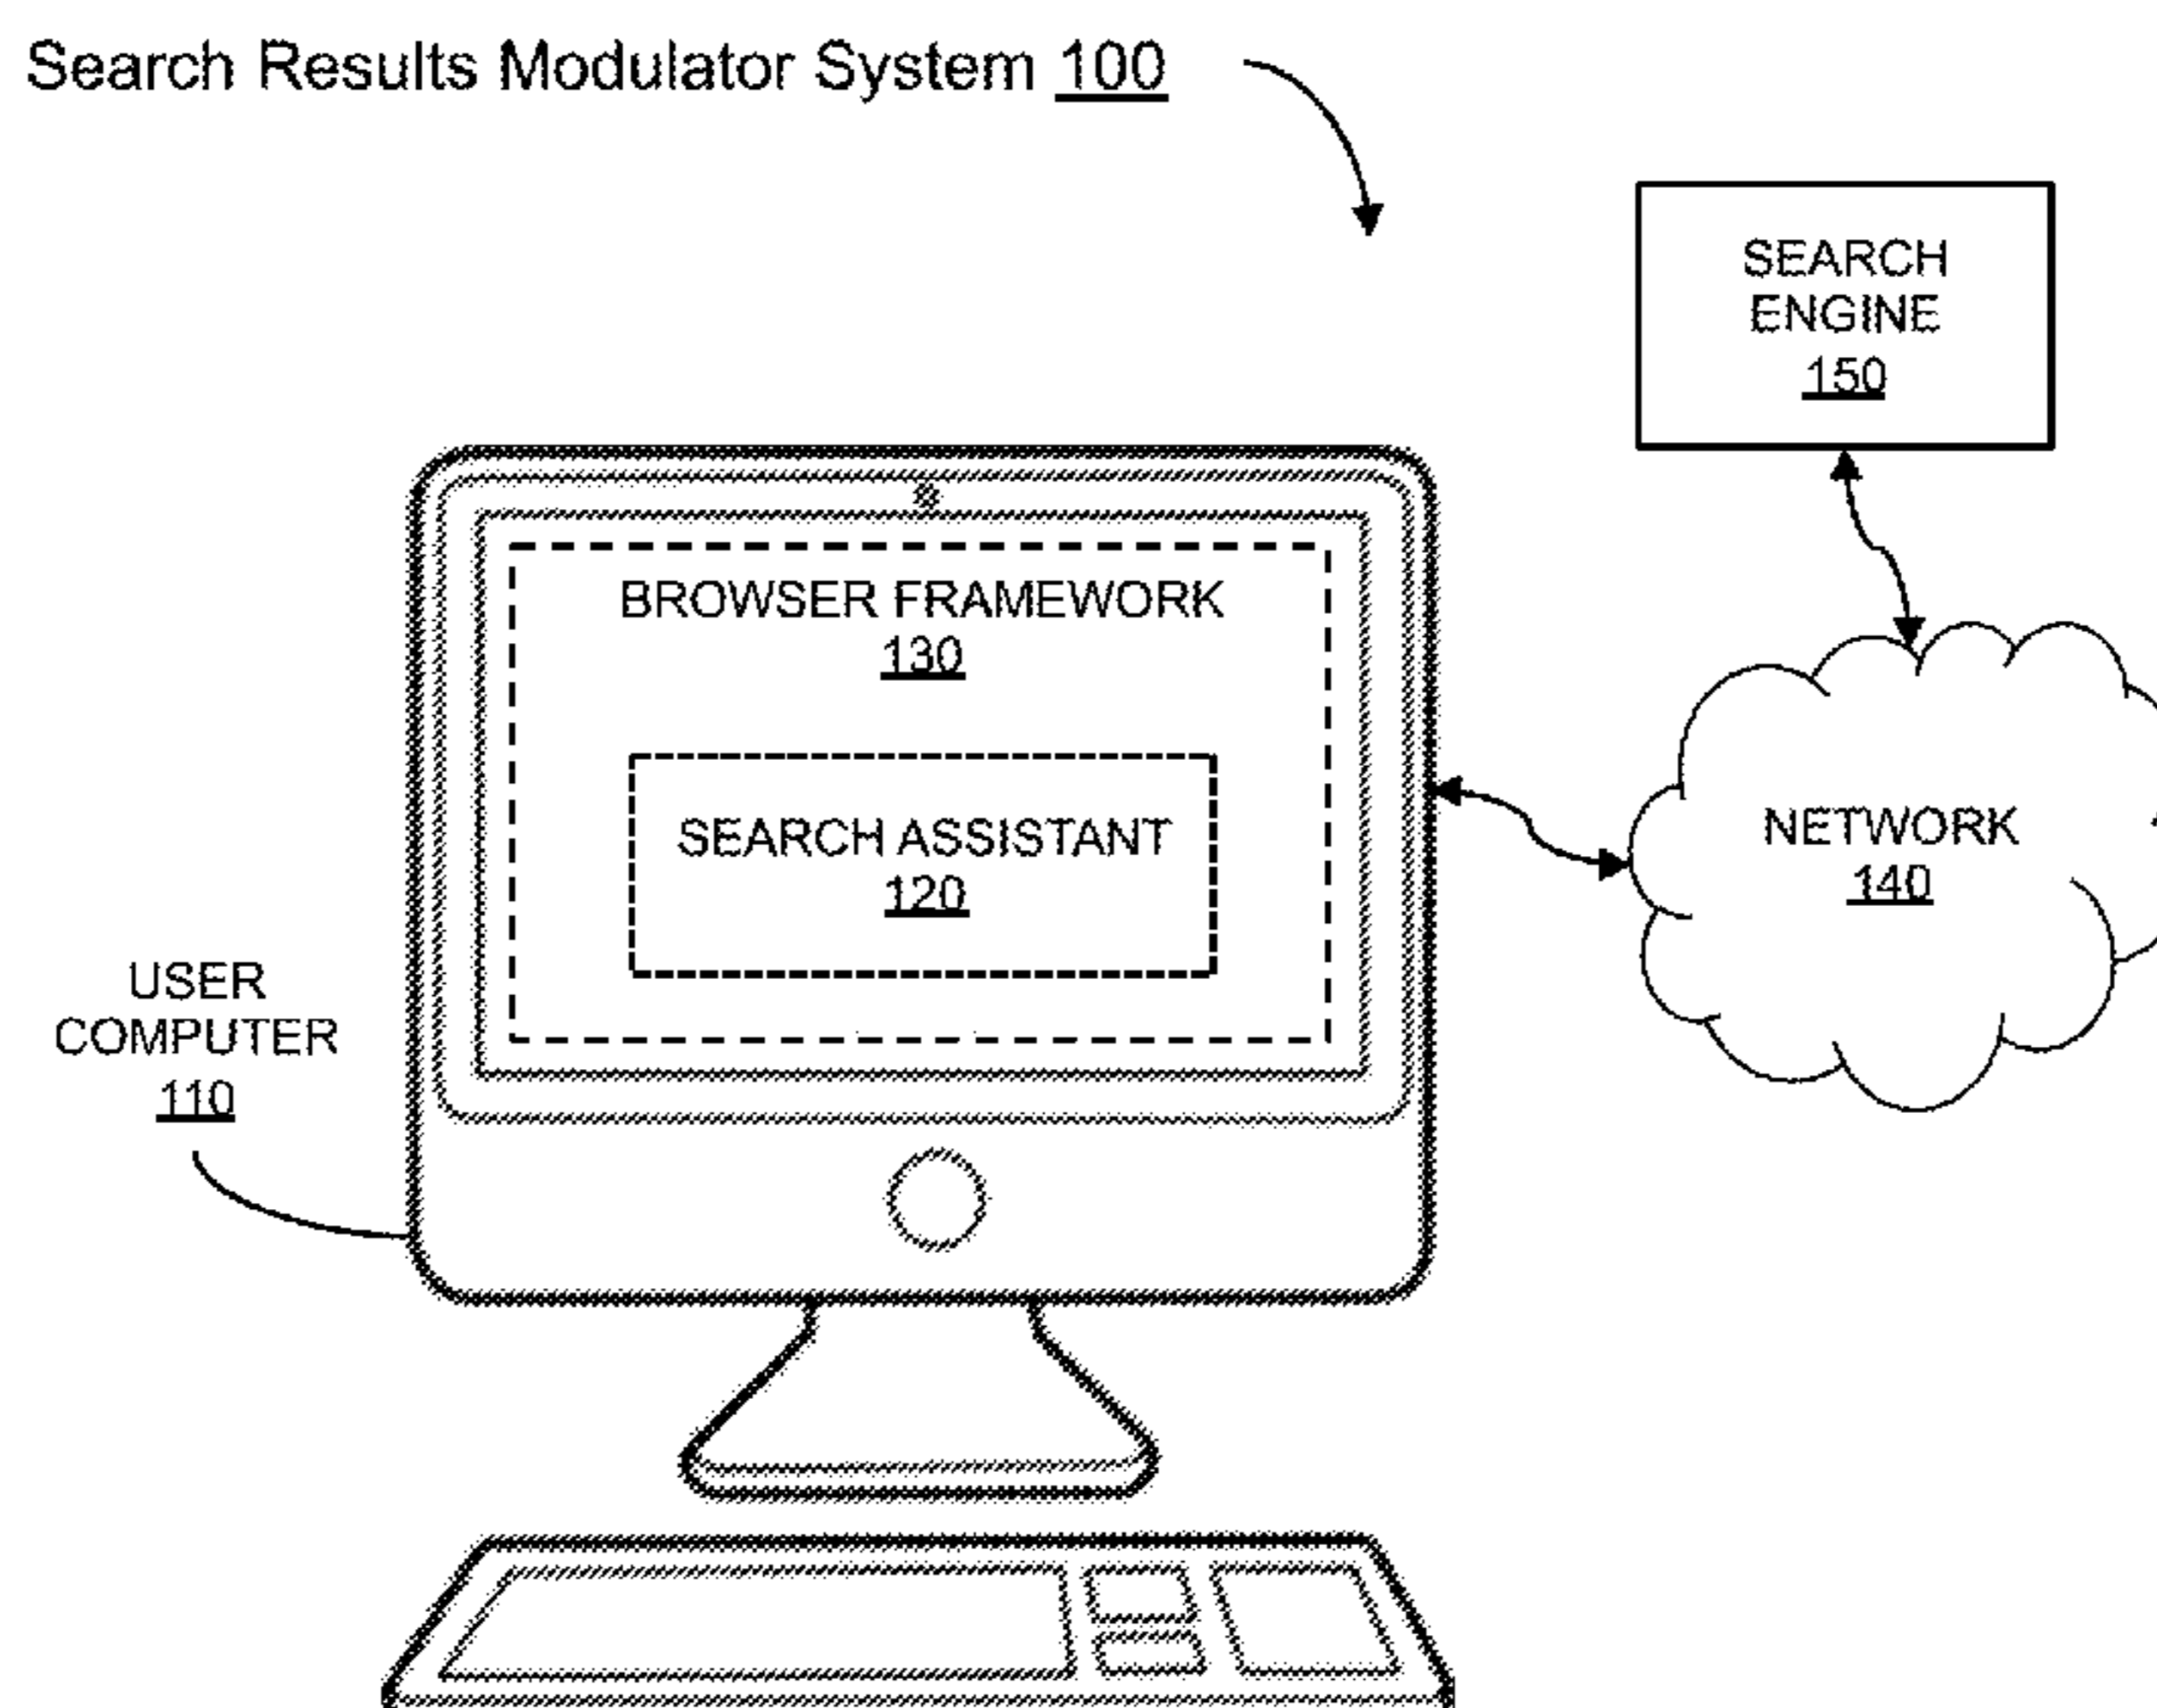 Search Results Modulator System 100
SEARCH
ENGINE
150
BROWSER FRAMEWORK
130
SEARCH ASSISTANT
120
NETWORK
140
USER
COMPUTER
110